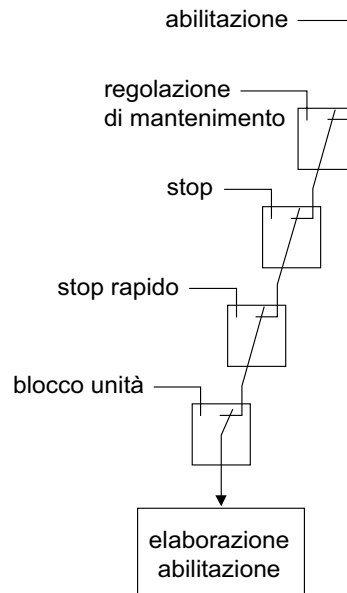 abilitazione
regolazione
di mantenimento
stop
stop rapido
blocco unità
elaborazione
abilitazione